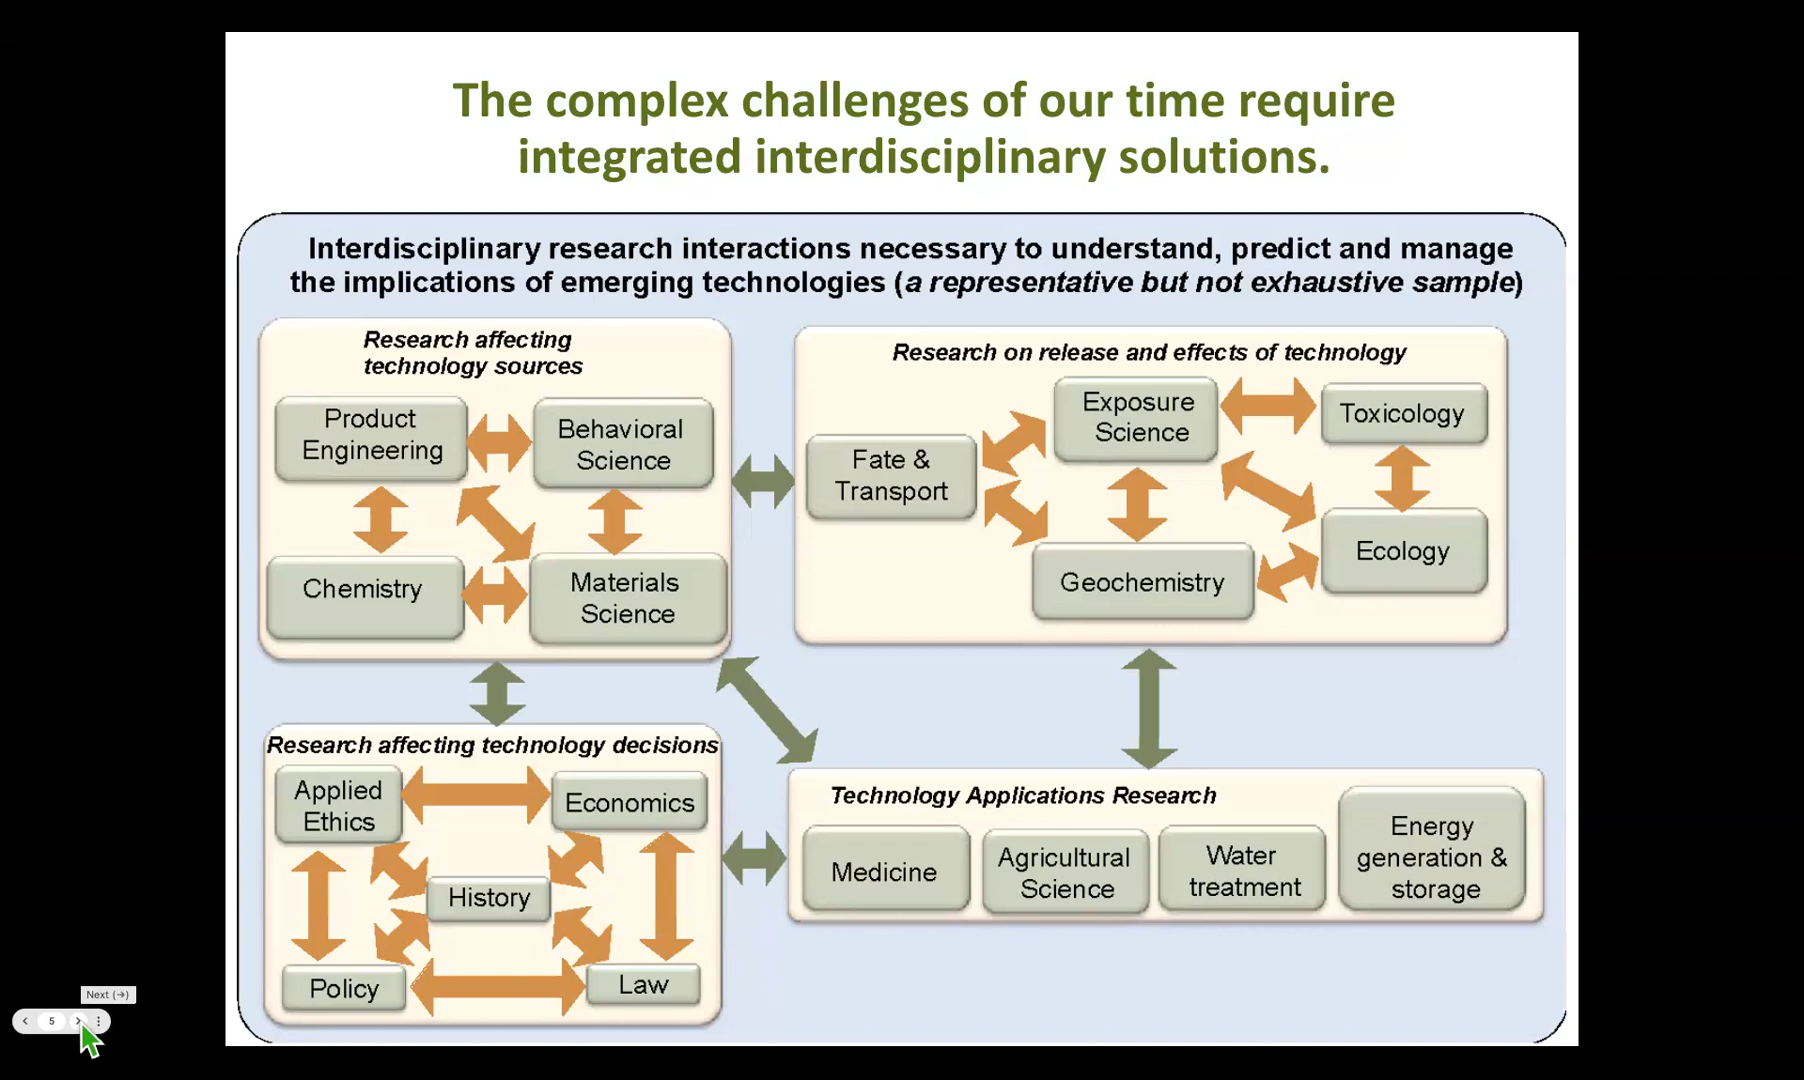 The complex challenges of our time require
integrated interdisciplinary solutions.
Interdisciplinary research interactions necessary to understand, predict and manage
the implications of emerging technologies (a representative but not exhaustive sample)
Research affecting
technology sources
Product
Engineering
Behavioral
Science
Chemistry
Materials
Science
Research on release and effects of technology
Exposure
Science
Toxicology
Fate &
Transport
Geochemistry
Ecology
Research affecting technology decisions
Applied
Ethics
Economics
History
Policy
Law
Technology Applications Research
Medicine
Agricultural
Science
Water
treatment
Energy
generation &
storage
Next (→)
5